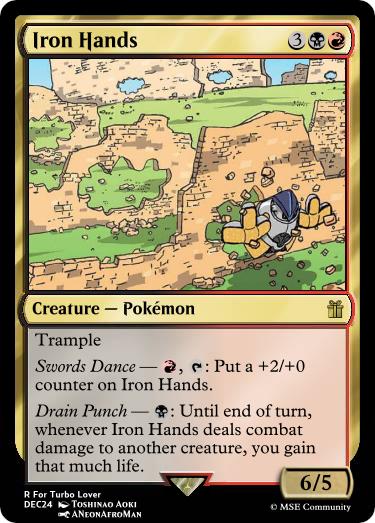 Iron Hands 3
Creature — Pokémon
Trample
Swords Dance — , : Put a +2/+0
counter on Iron Hands.
Drain Punch — : Until end of turn,
whenever Iron Hands deals combat
damage to another creature, you gain
that much life.
6/5
R For Turbo Lover
DEC24 Toshinao Aoki
ANeonAfroMan
© MSE Community